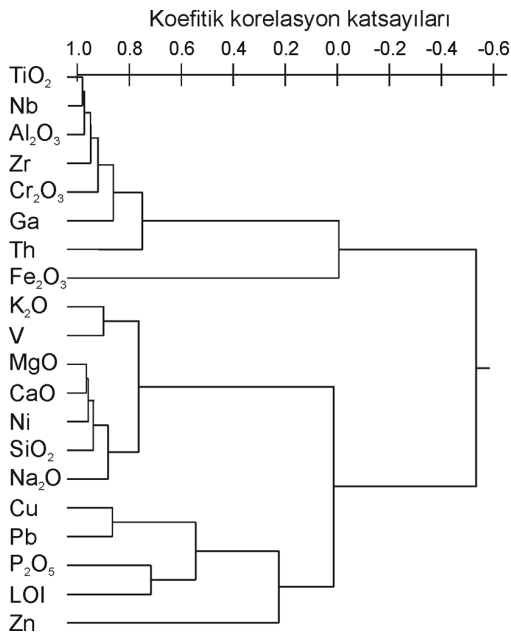 Koefitik korelasyon katsayıları
1.0 0.8 0.6 0.4 0.2 0.0 -0.2 -0.4 -0.6
TiO₂
Nb
Al₂O₃
Zr
Cr₂O₃
Ga
Th
Fe₂O₃
K₂O
V
MgO
CaO
Ni
SiO₂
Na₂O
Cu
Pb
P₂O₅
LOI
Zn